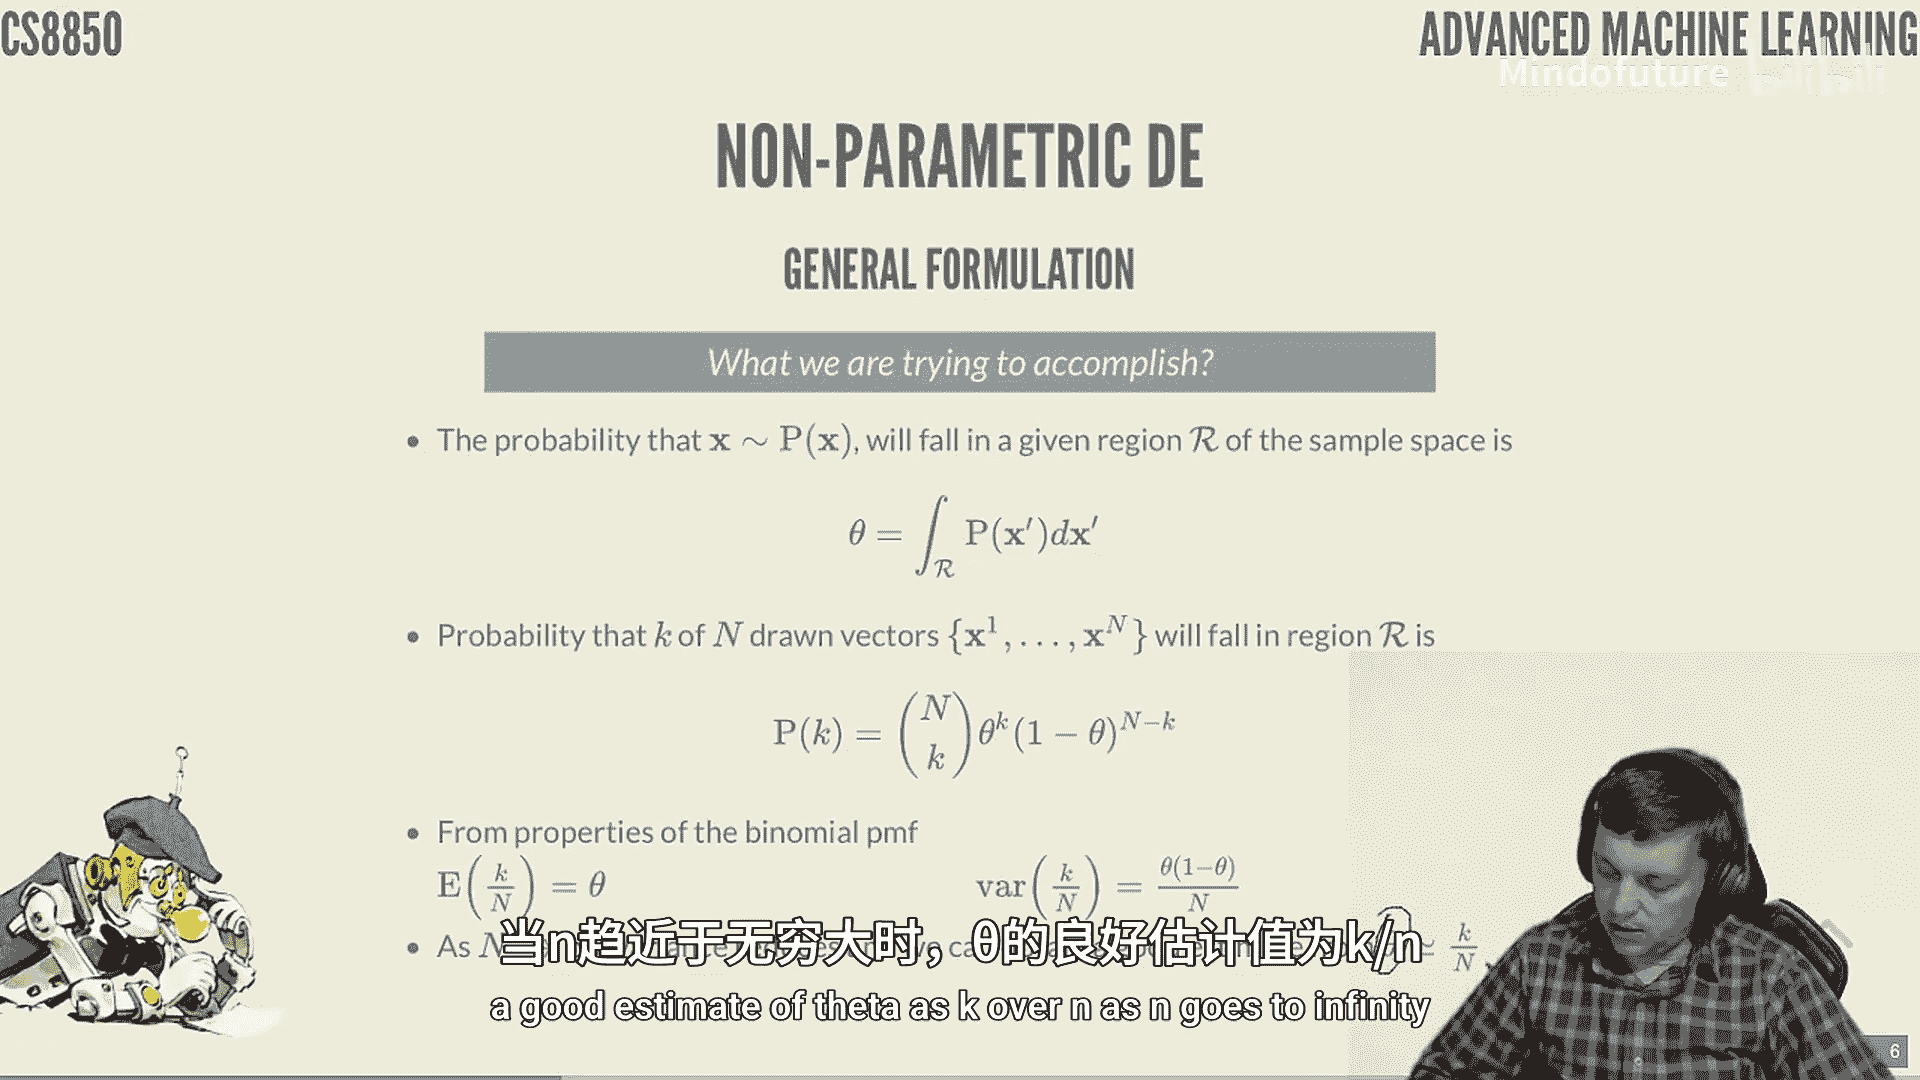 CS8850
ADVANCED MACHINE LEARNING
Mindofuture
NON-PARAMETRIC DE
GENERAL FORMULATION
What we are trying to accomplish?
• The probability that x ∼ P(x), will fall in a given region ℛ of the sample space is
θ = ∫_ℛ P(x′)dx′
• Probability that k of N drawn vectors {x¹, . . . , x^N} will fall in region ℛ is
P(k) = (N k) θ^k (1 − θ)^{N−k}
• From properties of the binomial pmf
E(k/N) = θ var(k/N) = θ(1−θ)/N
• As N ≃ k/N
当n趋近于无穷大时，θ的良好估计值为k/n
a good estimate of theta as k over n as n goes to infinity
6